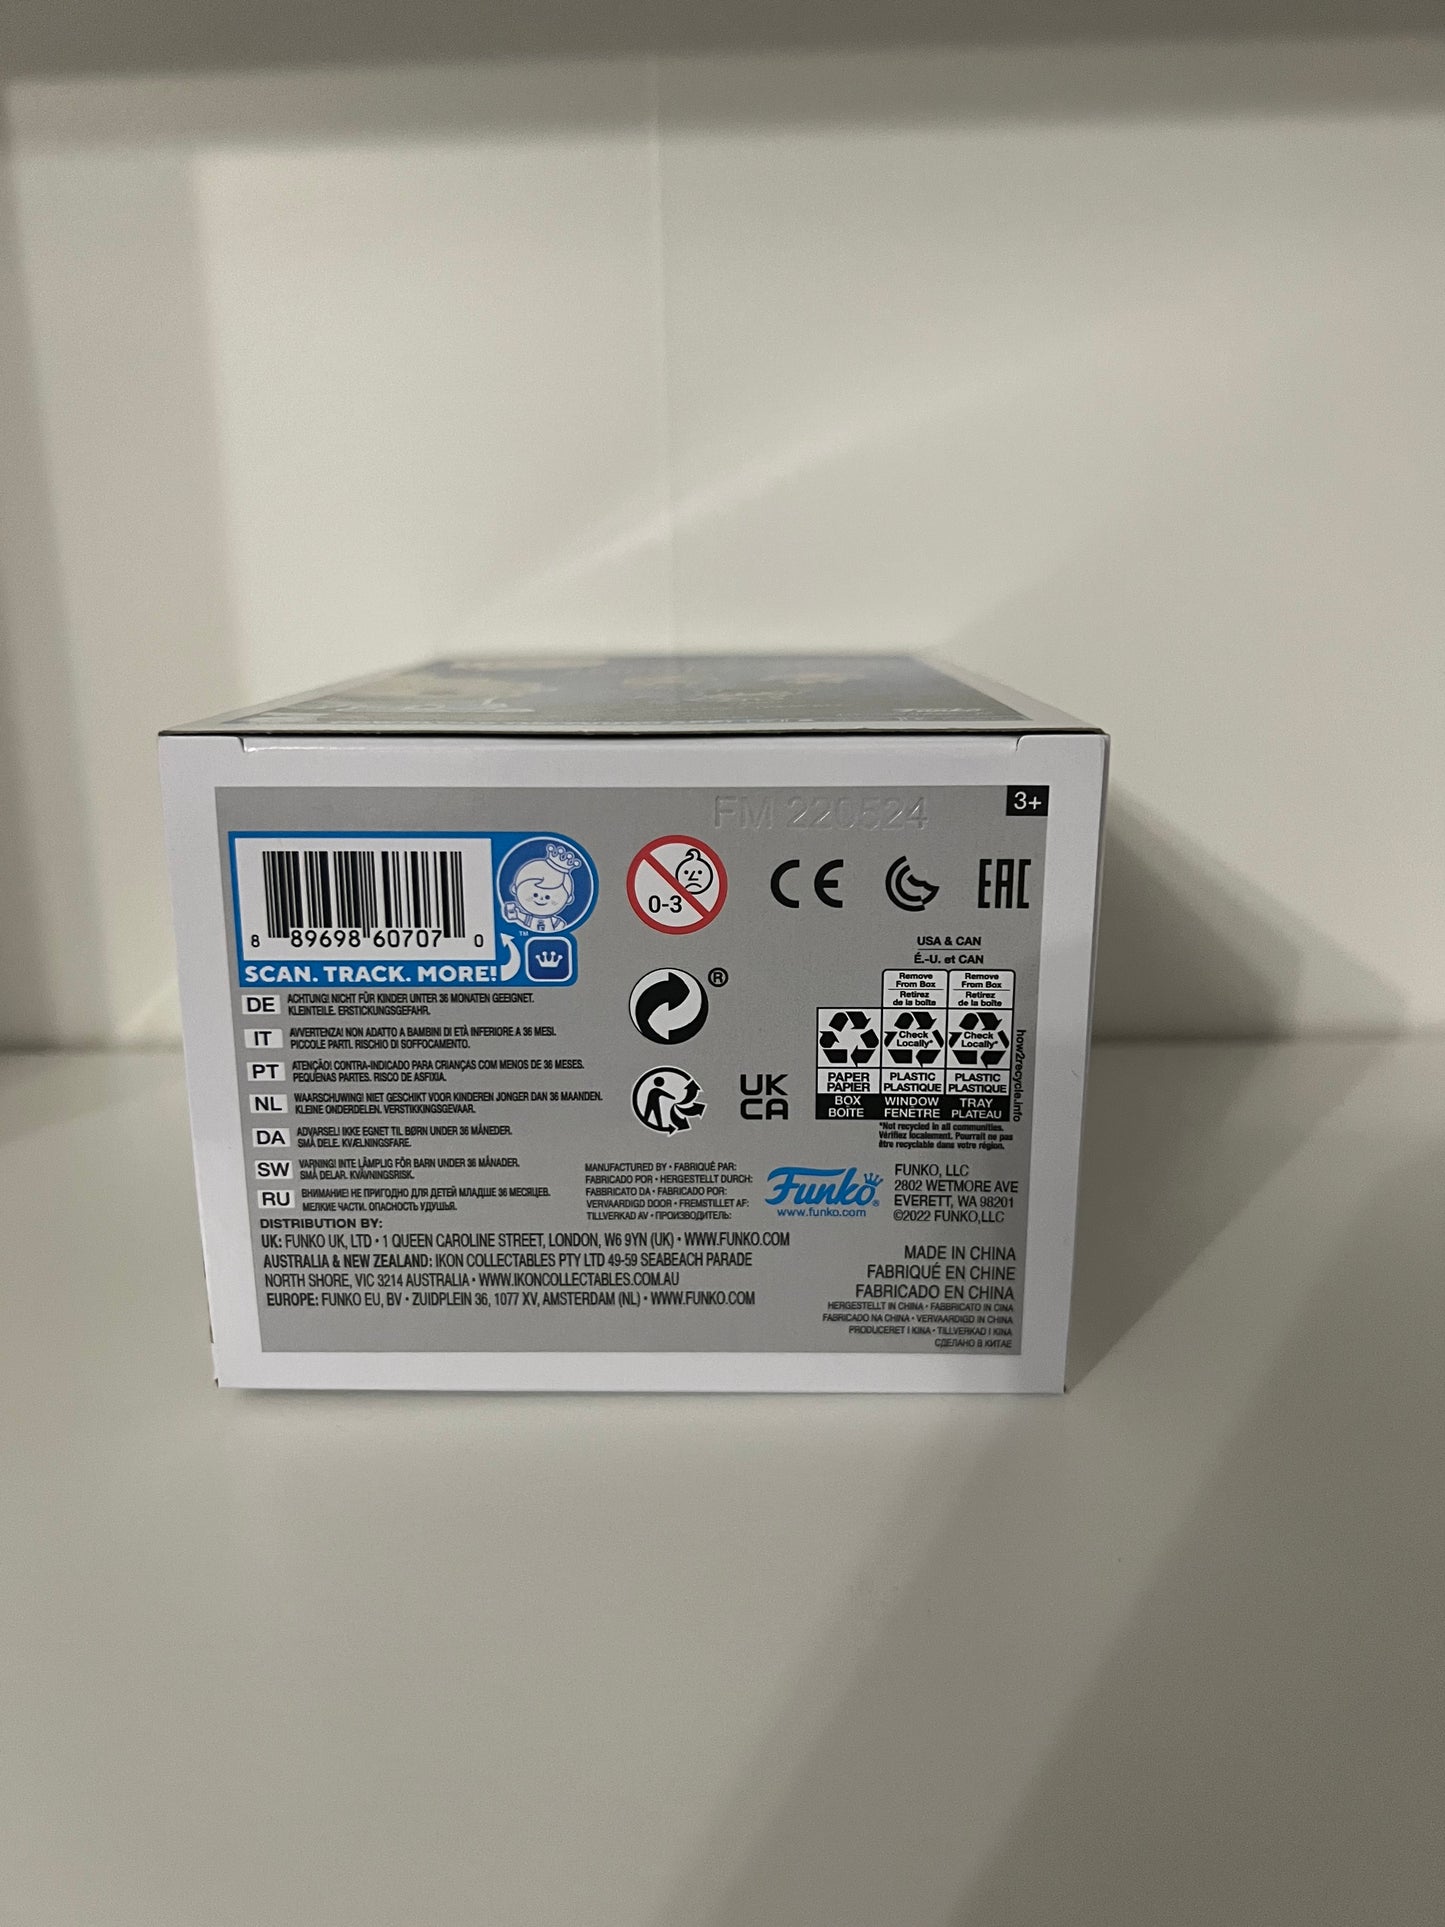 FM 220524
3+
8 89698 60707 0
™
SCAN. TRACK. MORE!
0-3
CE
EAC
®
UK
CA
USA & CAN
É.-U. et CAN
Remove
From Box
Retirez
de la boîte
Remove
From Box
Retirez
de la boîte
Check
Locally*
Check
Locally*
PAPER
PAPIER
PLASTIC
PLASTIQUE
PLASTIC
PLASTIQUE
BOX
BOÎTE
WINDOW
FENÊTRE
TRAY
PLATEAU
how2recycle.info
*Not recycled in all communities.
Vérifiez localement. Pourrait ne pas
être recyclable dans votre région.
DE ACHTUNG! NICHT FÜR KINDER UNTER 36 MONATEN GEEIGNET.
KLEINTEILE. ERSTICKUNGSGEFAHR.
IT AVVERTENZA! NON ADATTO A BAMBINI DI ETÀ INFERIORE A 36 MESI.
PICCOLE PARTI. RISCHIO DI SOFFOCAMENTO.
PT ATENÇÃO! CONTRA-INDICADO PARA CRIANÇAS COM MENOS DE 36 MESES.
PEQUENAS PARTES. RISCO DE ASFIXIA.
NL WAARSCHUWING! NIET GESCHIKT VOOR KINDEREN JONGER DAN 36 MAANDEN.
KLEINE ONDERDELEN. VERSTIKKINGSGEVAAR.
DA ADVARSEL! IKKE EGNET TIL BØRN UNDER 36 MÅNEDER.
SMÅ DELE. KVÆLNINGSFARE.
SW VARNING! INTE LÄMPLIG FÖR BARN UNDER 36 MÅNADER.
SMÅ DELAR. KVÄVNINGSRISK.
RU ВНИМАНИЕ! НЕ ПРИГОДНО ДЛЯ ДЕТЕЙ МЛАДШЕ 36 МЕСЯЦЕВ.
МЕЛКИЕ ЧАСТИ. ОПАСНОСТЬ УДУШЬЯ.
MANUFACTURED BY • FABRIQUÉ PAR:
FABRICADO POR • HERGESTELLT DURCH:
FABBRICATO DA • FABRICADO POR:
VERVAARDIGD DOOR • FREMSTILLET AF:
TILLVERKAD AV • ПРОИЗВОДИТЕЛЬ:
Funko®
www.funko.com
FUNKO, LLC
2802 WETMORE AVE
EVERETT, WA 98201
©2022 FUNKO,LLC
DISTRIBUTION BY:
UK: FUNKO UK, LTD • 1 QUEEN CAROLINE STREET, LONDON, W6 9YN (UK) • WWW.FUNKO.COM
AUSTRALIA & NEW ZEALAND: IKON COLLECTABLES PTY LTD 49-59 SEABEACH PARADE
NORTH SHORE, VIC 3214 AUSTRALIA • WWW.IKONCOLLECTABLES.COM.AU
EUROPE: FUNKO EU, BV • ZUIDPLEIN 36, 1077 XV, AMSTERDAM (NL) • WWW.FUNKO.COM
MADE IN CHINA
FABRIQUÉ EN CHINE
FABRICADO EN CHINA
HERGESTELLT IN CHINA • FABBRICATO IN CINA
FABRICADO NA CHINA • VERVAARDIGD IN CHINA
PRODUCERET I KINA • TILLVERKAD I KINA
СДЕЛАНО В КИТАЕ